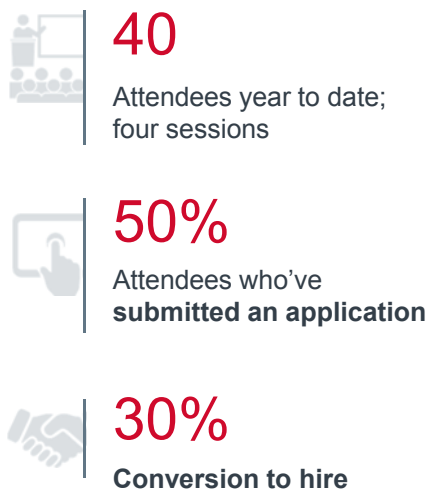 40
Attendees year to date;
four sessions
50%
Attendees who’ve
submitted an application
30%
Conversion to hire